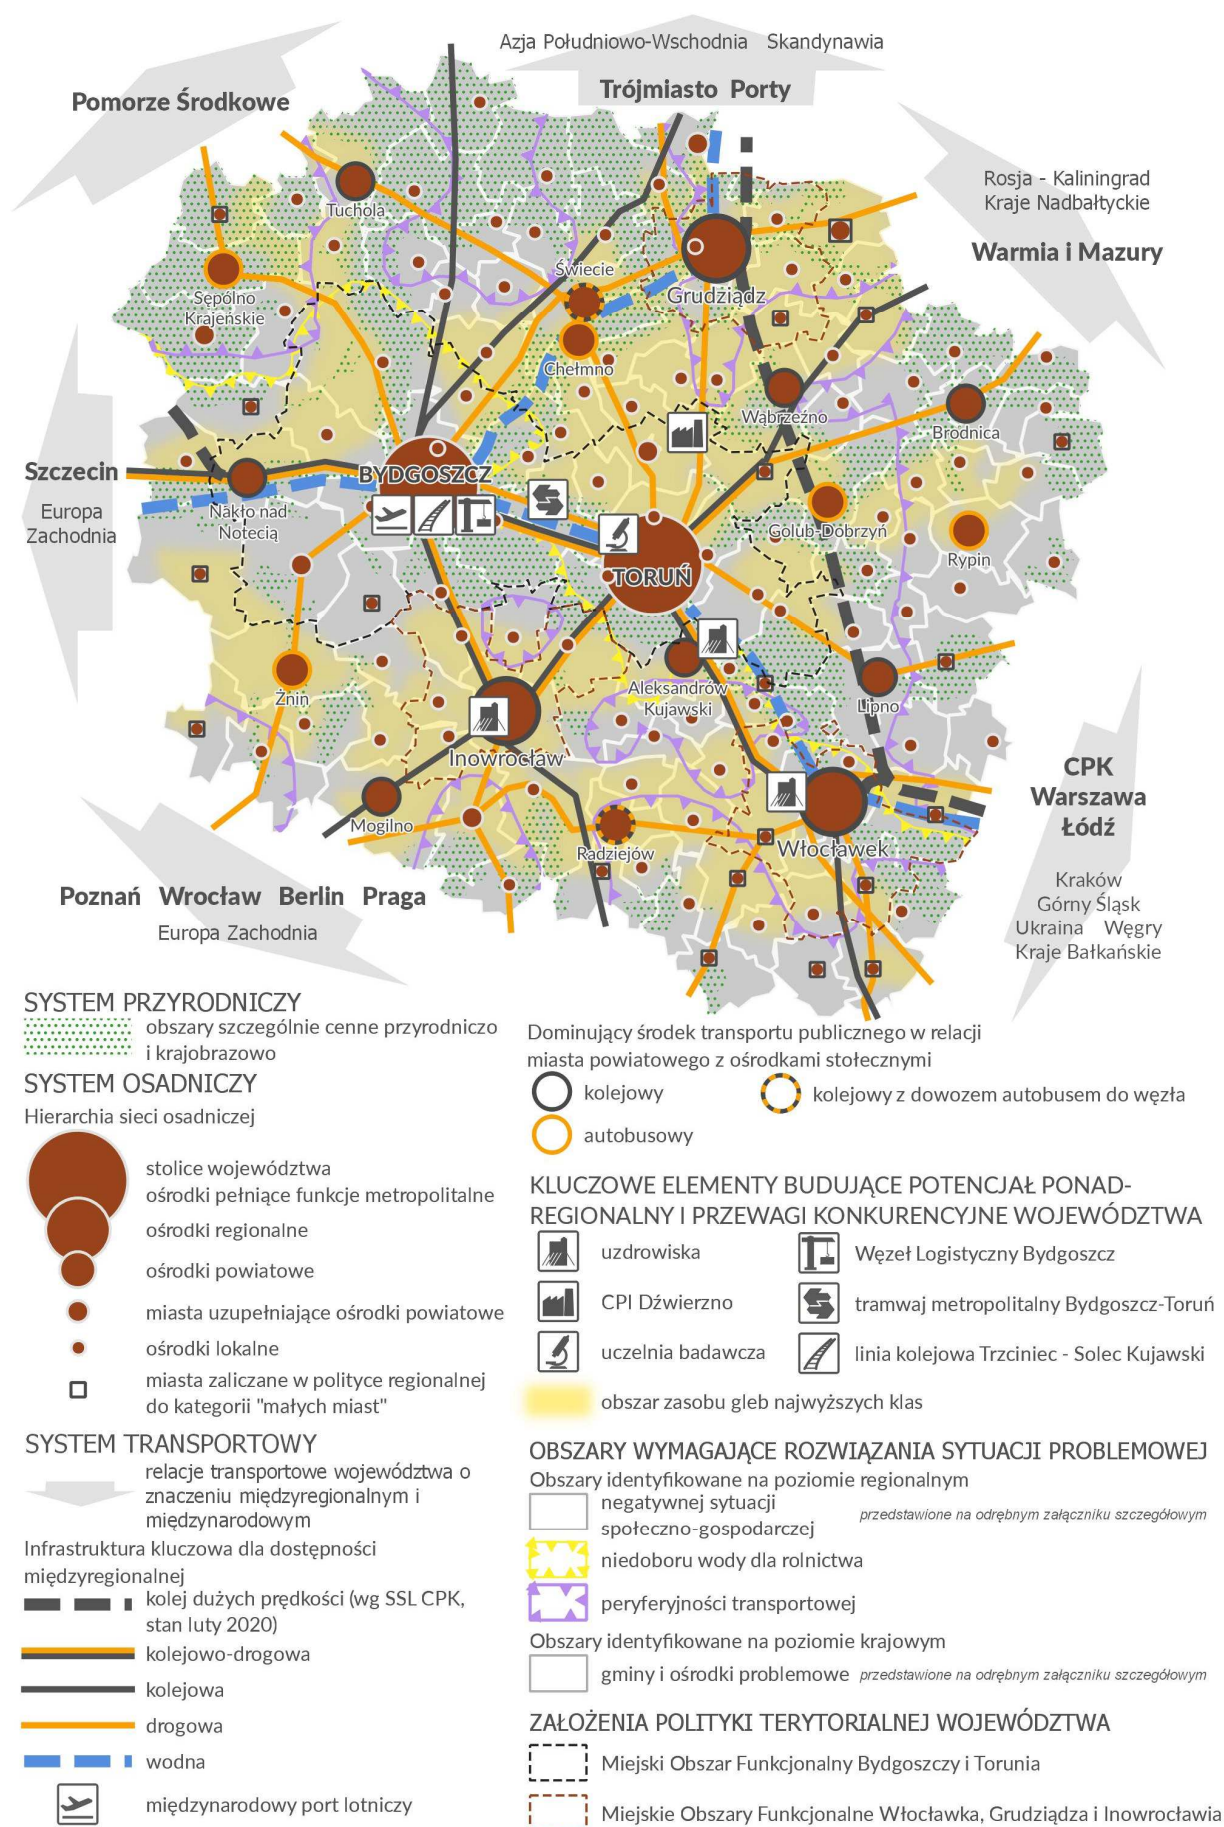 Azja Południowo-Wschodnia Skandynawia
Trójmiasto Porty
Pomorze Środkowe
Rosja - Kaliningrad
Kraje Nadbałtyckie
Warmia i Mazury
Tuchola
Świecie
Grudziądz
Sępólno
Krajeńskie
Chełmno
Wąbrzeźno
Brodnica
Szczecin
Europa
Zachodnia
BYDGOSZCZ
Nakło nad
Notecią
Golub-Dobrzyń
Rypin
TORUŃ
Żnin
Aleksandrów
Kujawski
Lipno
Inowrocław
Mogilno
Radziejów
Włocławek
CPK
Warszawa
Łódź
Kraków
Górny Śląsk
Ukraina Węgry
Kraje Bałkańskie
Poznań Wrocław Berlin Praga
Europa Zachodnia
SYSTEM PRZYRODNICZY
obszary szczególnie cenne przyrodniczo
i krajobrazowo
SYSTEM OSADNICZY
Hierarchia sieci osadniczej
stolice województwa
ośrodki pełniące funkcje metropolitalne
ośrodki regionalne
ośrodki powiatowe
miasta uzupełniające ośrodki powiatowe
ośrodki lokalne
miasta zaliczane w polityce regionalnej
do kategorii "małych miast"
SYSTEM TRANSPORTOWY
relacje transportowe województwa o
znaczeniu międzyregionalnym i
międzynarodowym
Infrastruktura kluczowa dla dostępności
międzyregionalnej
kolej dużych prędkości (wg SSL CPK,
stan luty 2020)
kolejowo-drogowa
kolejowa
drogowa
wodna
międzynarodowy port lotniczy
Dominujący środek transportu publicznego w relacji
miasta powiatowego z ośrodkami stołecznymi
kolejowy
kolejowy z dowozem autobusem do węzła
autobusowy
KLUCZOWE ELEMENTY BUDUJĄCE POTENCJAŁ PONAD-
REGIONALNY I PRZEWAGI KONKURENCYJNE WOJEWÓDZTWA
uzdrowiska
Węzeł Logistyczny Bydgoszcz
CPI Dźwierzno
tramwaj metropolitalny Bydgoszcz-Toruń
uczelnia badawcza
linia kolejowa Trzciniec - Solec Kujawski
obszar zasobu gleb najwyższych klas
OBSZARY WYMAGAJĄCE ROZWIĄZANIA SYTUACJI PROBLEMOWEJ
Obszary identyfikowane na poziomie regionalnym
negatywnej sytuacji
społeczno-gospodarczej
przedstawione na odrębnym załączniku szczegółowym
niedoboru wody dla rolnictwa
peryferyjności transportowej
Obszary identyfikowane na poziomie krajowym
gminy i ośrodki problemowe przedstawione na odrębnym załączniku szczegółowym
ZAŁOŻENIA POLITYKI TERYTORIALNEJ WOJEWÓDZTWA
Miejski Obszar Funkcjonalny Bydgoszczy i Torunia
Miejskie Obszary Funkcjonalne Włocławka, Grudziądza i Inowrocławia